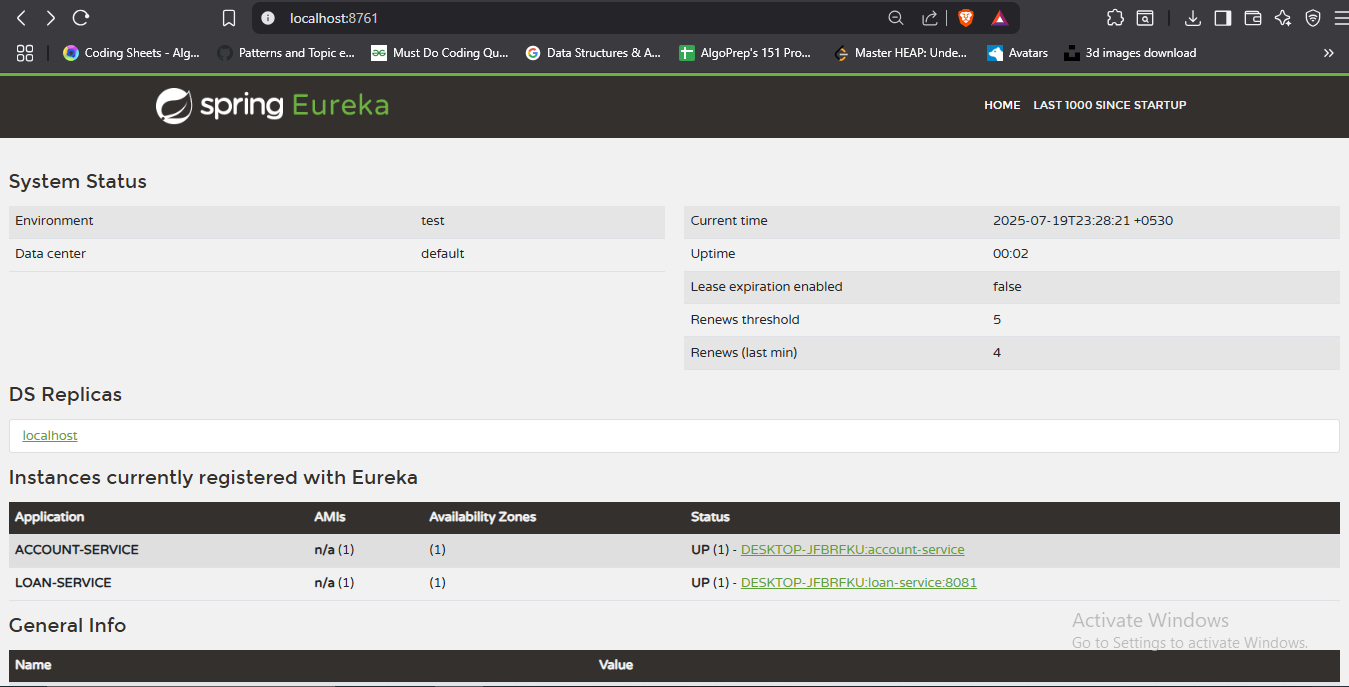 localhost:8761
Coding Sheets - Alg... Patterns and Topic e... Must Do Coding Qu... Data Structures & A... AlgoPrep's 151 Pro... Master HEAP: Unde... Avatars 3d images download
spring Eureka HOME LAST 1000 SINCE STARTUP
System Status
Environment test Current time 2025-07-19T23:28:21 +0530
Data center default Uptime 00:02
Lease expiration enabled false
Renews threshold 5
Renews (last min) 4
DS Replicas
localhost
Instances currently registered with Eureka
Application AMIs Availability Zones Status
ACCOUNT-SERVICE n/a (1) (1) UP (1) - DESKTOP-JFBRFKU:account-service
LOAN-SERVICE n/a (1) (1) UP (1) - DESKTOP-JFBRFKU:loan-service:8081
General Info
Activate Windows
Go to Settings to activate Windows.
Name Value